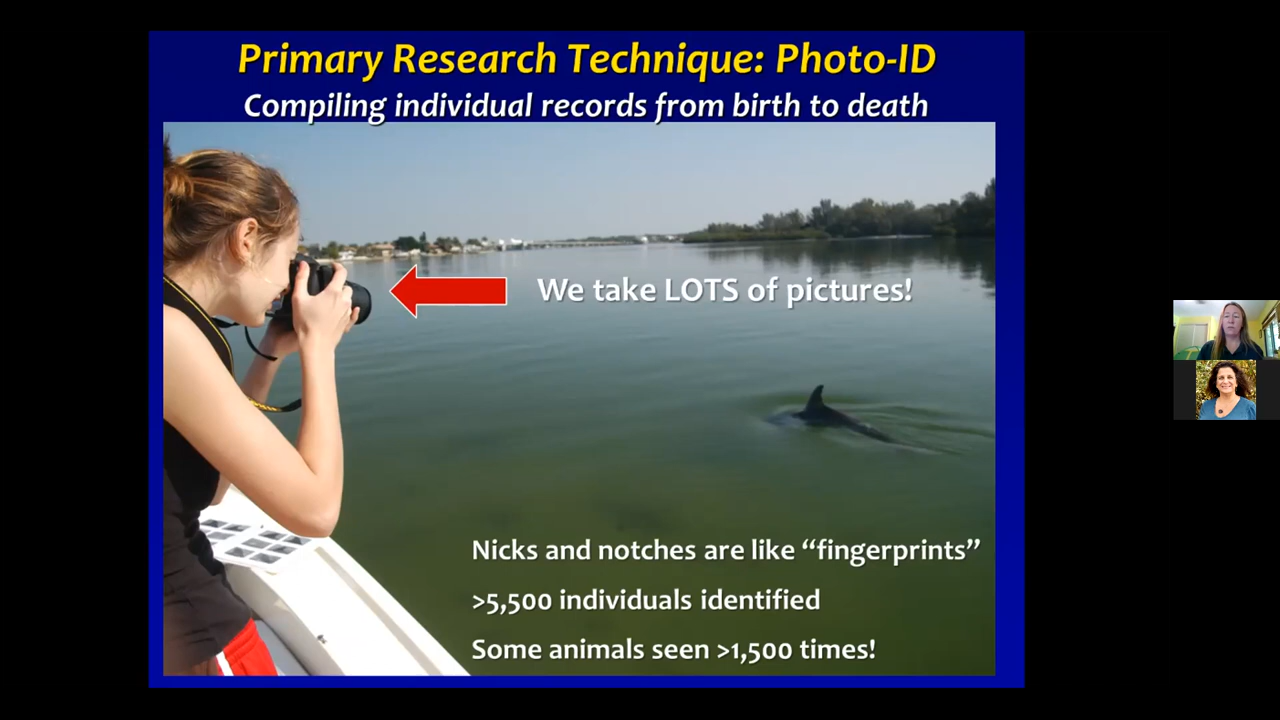 Primary Research Technique: Photo-ID
Compiling individual records from birth to death
We take LOTS of pictures!
Nicks and notches are like “fingerprints”
>5,500 individuals identified
Some animals seen >1,500 times!